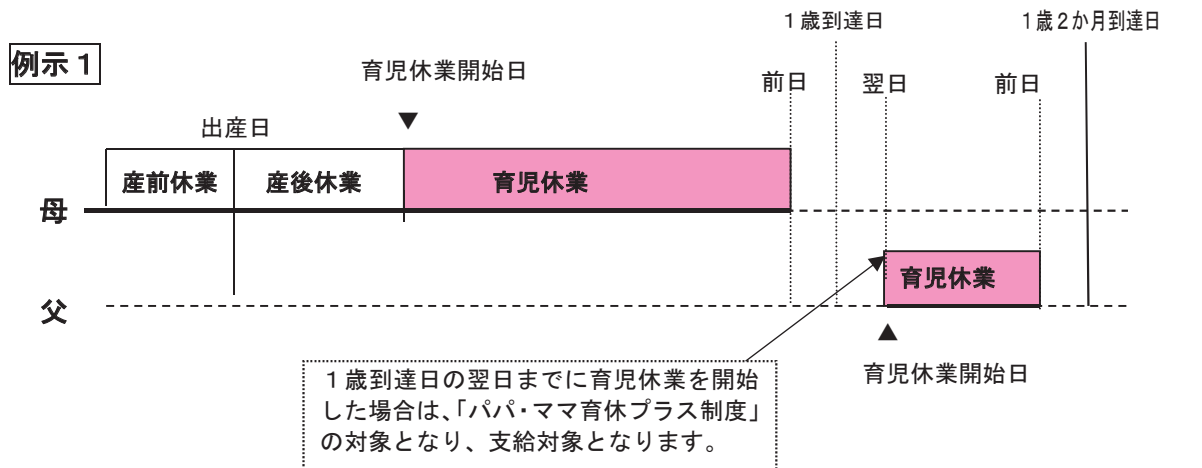 １歳到達日
１歳２か月到達日
例示１
育児休業開始日
前日
翌日
前日
▼
出産日
産前休業
産後休業
育児休業
母
育児休業
父
▲
育児休業開始日
１歳到達日の翌日までに育児休業を開始
した場合は、「パパ・ママ育休プラス制度」
の対象となり、支給対象となります。